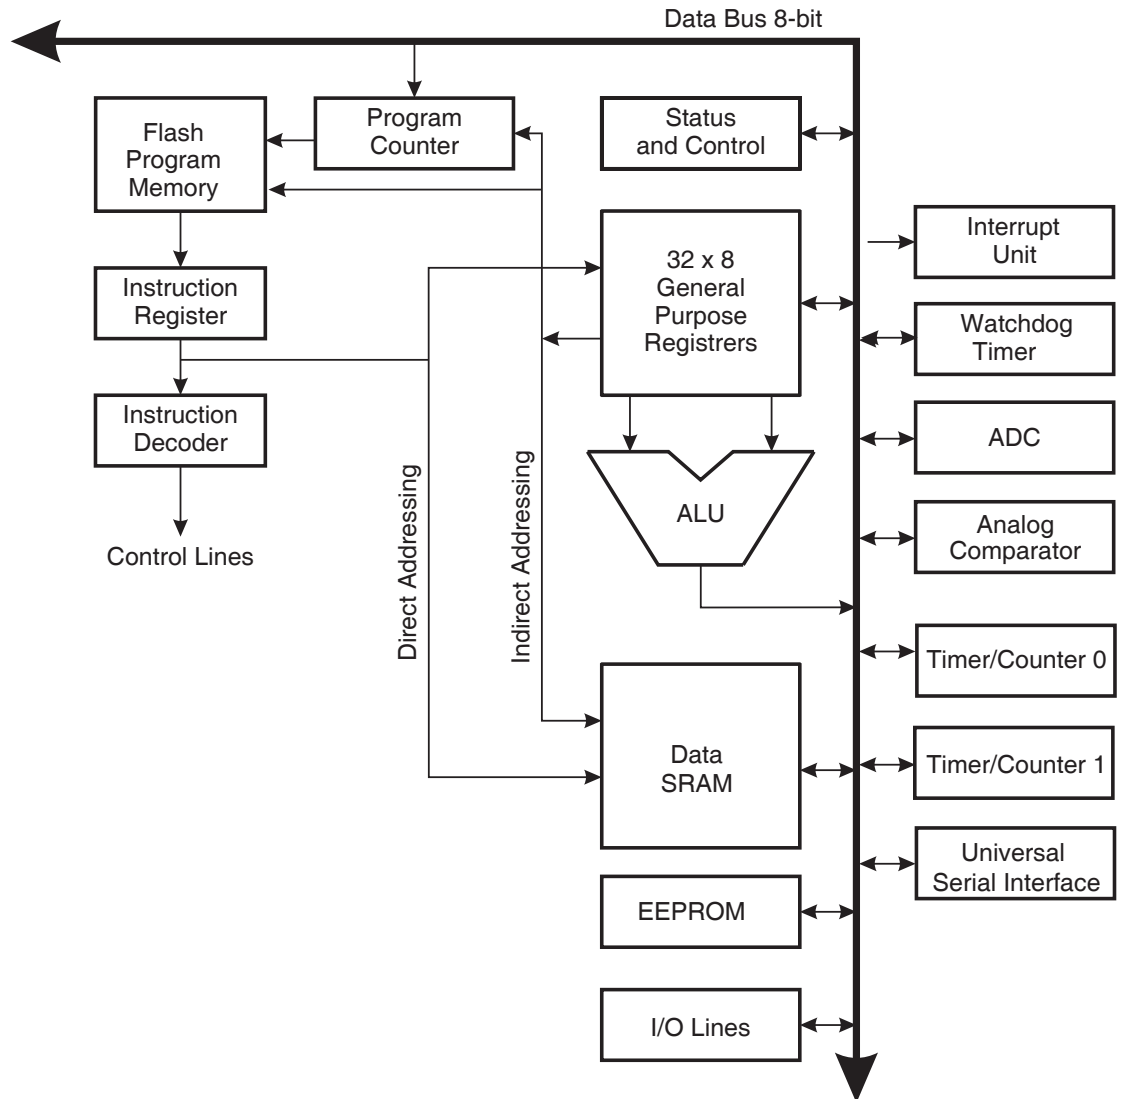 Data Bus 8-bit
Flash
Program
Memory
Program
Counter
Status
and Control
Interrupt
Unit
32 x 8
General
Purpose
Registrers
Instruction
Register
Watchdog
Timer
Instruction
Decoder
ADC
Direct Addressing
Indirect Addressing
ALU
Analog
Comparator
Control Lines
Timer/Counter 0
Data
SRAM
Timer/Counter 1
Universal
Serial Interface
EEPROM
I/O Lines